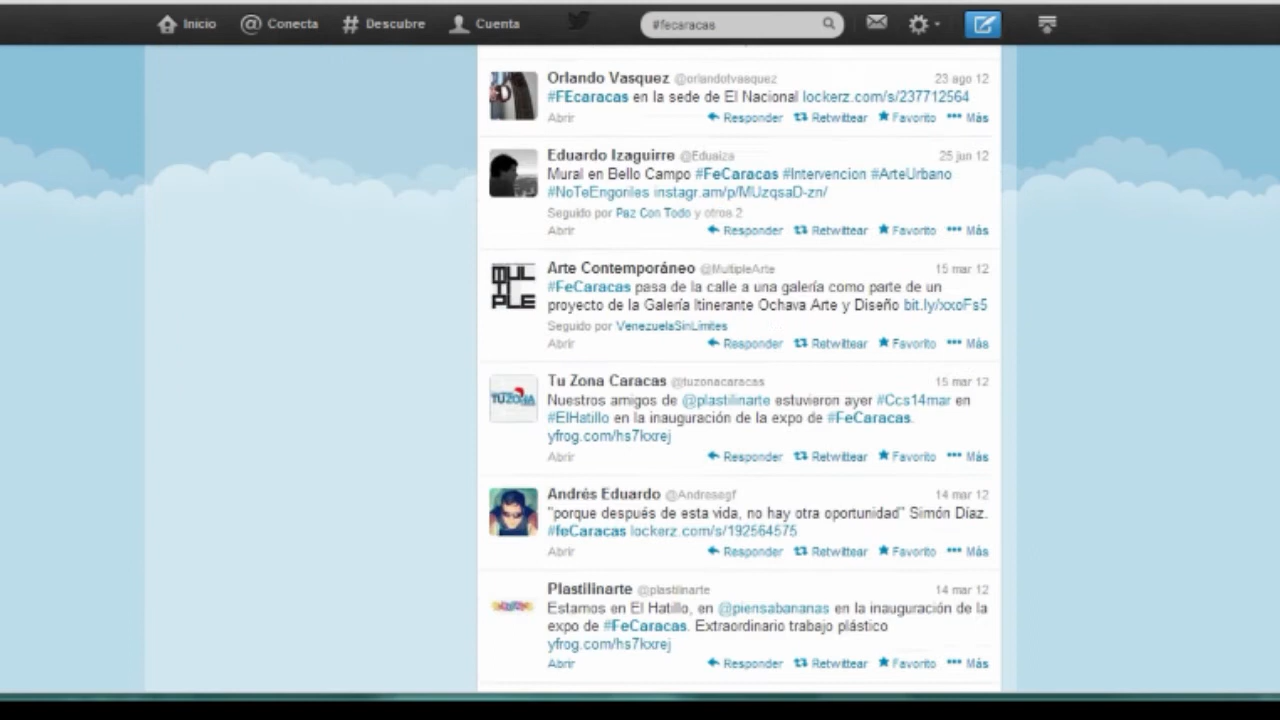 Inicio Conecta Descubre Cuenta #fecaracas
Orlando Vasquez @orlandotvasquez 23 ago 12
#FEcaracas en la sede de El Nacional lockerz.com/s/237712564
Abrir Responder Retwittear Favorito Más
Eduardo Izaguirre @Eduaiza 25 jun 12
Mural en Bello Campo #FeCaracas #Intervencion #ArteUrbano
#NoTeEngoriles instagr.am/p/MUzqsaD-zn/
Seguido por Paz Con Todo y otros 2
Abrir Responder Retwittear Favorito Más
MUL
TI
PLE
Arte Contemporáneo @MultipleArte 15 mar 12
#FeCaracas pasa de la calle a una galería como parte de un
proyecto de la Galería Itinerante Ochava Arte y Diseño bit.ly/xxoFs5
Seguido por VenezuelaSinLimites
Abrir Responder Retwittear Favorito Más
TUZONA
Tu Zona Caracas @tuzonacaracas 15 mar 12
Nuestros amigos de @plastilinarte estuvieron ayer #Ccs14mar en
#ElHatillo en la inauguración de la expo de #FeCaracas.
yfrog.com/hs7kxrej
Abrir Responder Retwittear Favorito Más
Andrés Eduardo @Andresegf 14 mar 12
"porque después de esta vida, no hay otra oportunidad" Simón Díaz.
#feCaracas lockerz.com/s/192564575
Abrir Responder Retwittear Favorito Más
Plastilinarte @plastilinarte 14 mar 12
Estamos en El Hatillo, en @piensabananas en la inauguración de la
expo de #FeCaracas. Extraordinario trabajo plástico
yfrog.com/hs7kxrej
Abrir Responder Retwittear Favorito Más